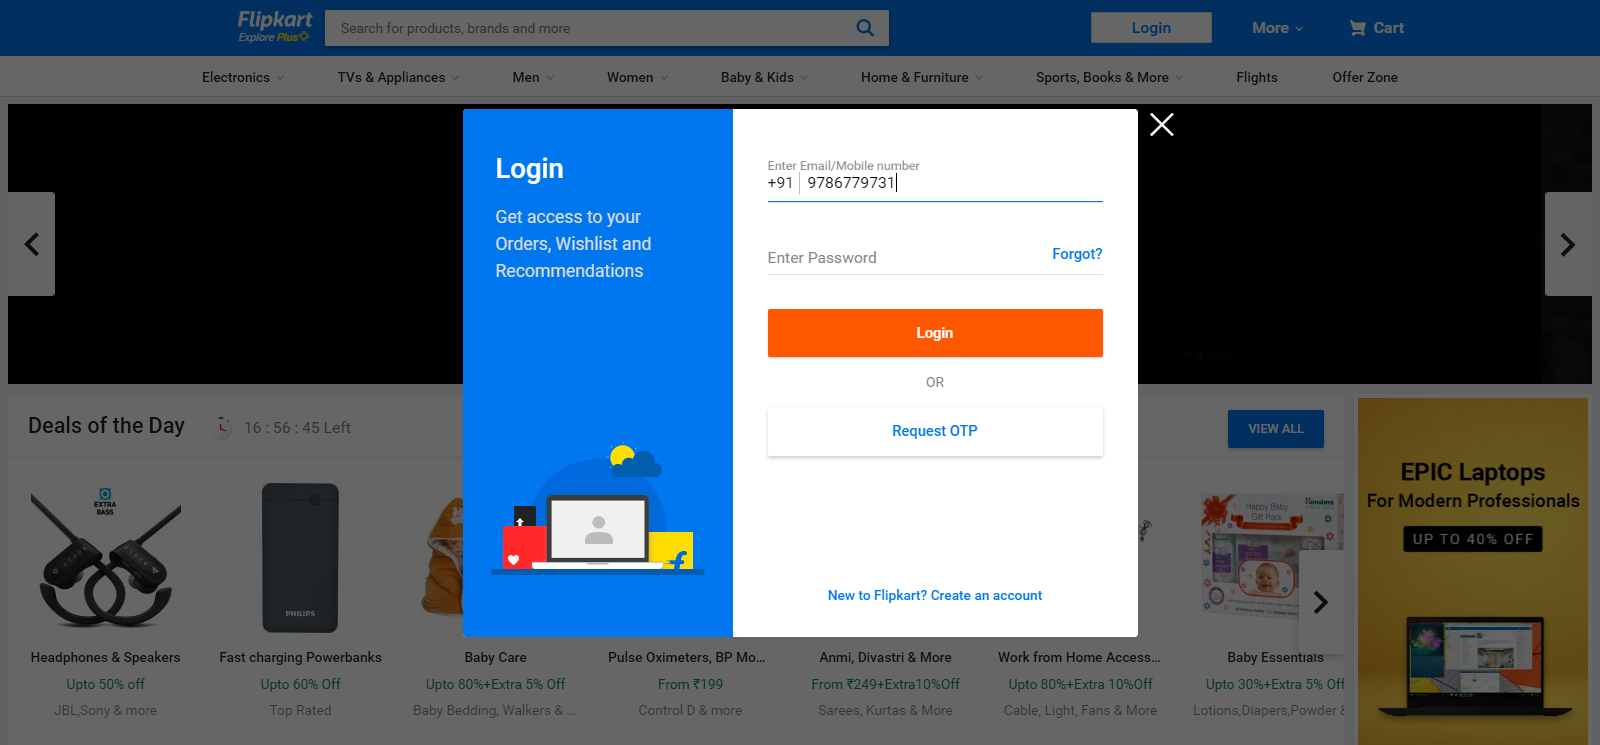 Flipkart
Explore Plus
Search for products, brands and more
Login
More
Cart
Electronics
TVs & Appliances
Men
Women
Baby & Kids
Home & Furniture
Sports, Books & More
Flights
Offer Zone
Login
Get access to your
Orders, Wishlist and
Recommendations
Enter Email/Mobile number
+91 9786779731
Enter Password
Forgot?
Login
OR
Request OTP
New to Flipkart? Create an account
Deals of the Day
16 : 56 : 45 Left
VIEW ALL
EXTRA
BASS
PHILIPS
Himalaya
Happy Baby
Gift Pack
Headphones & Speakers
Upto 50% off
JBL,Sony & more
Fast charging Powerbanks
Upto 60% Off
Top Rated
Baby Care
Upto 80%+Extra 5% Off
Baby Bedding, Walkers & ...
Pulse Oximeters, BP Mo...
From ₹199
Control D & more
Anmi, Divastri & More
From ₹249+Extra10%Off
Sarees, Kurtas & More
Work from Home Access...
Upto 80%+Extra 10%Off
Cable, Light, Fans & More
Baby Essentials
Upto 30%+Extra 5% Off
Lotions,Diapers,Powder &
EPIC Laptops
For Modern Professionals
UP TO 40% OFF